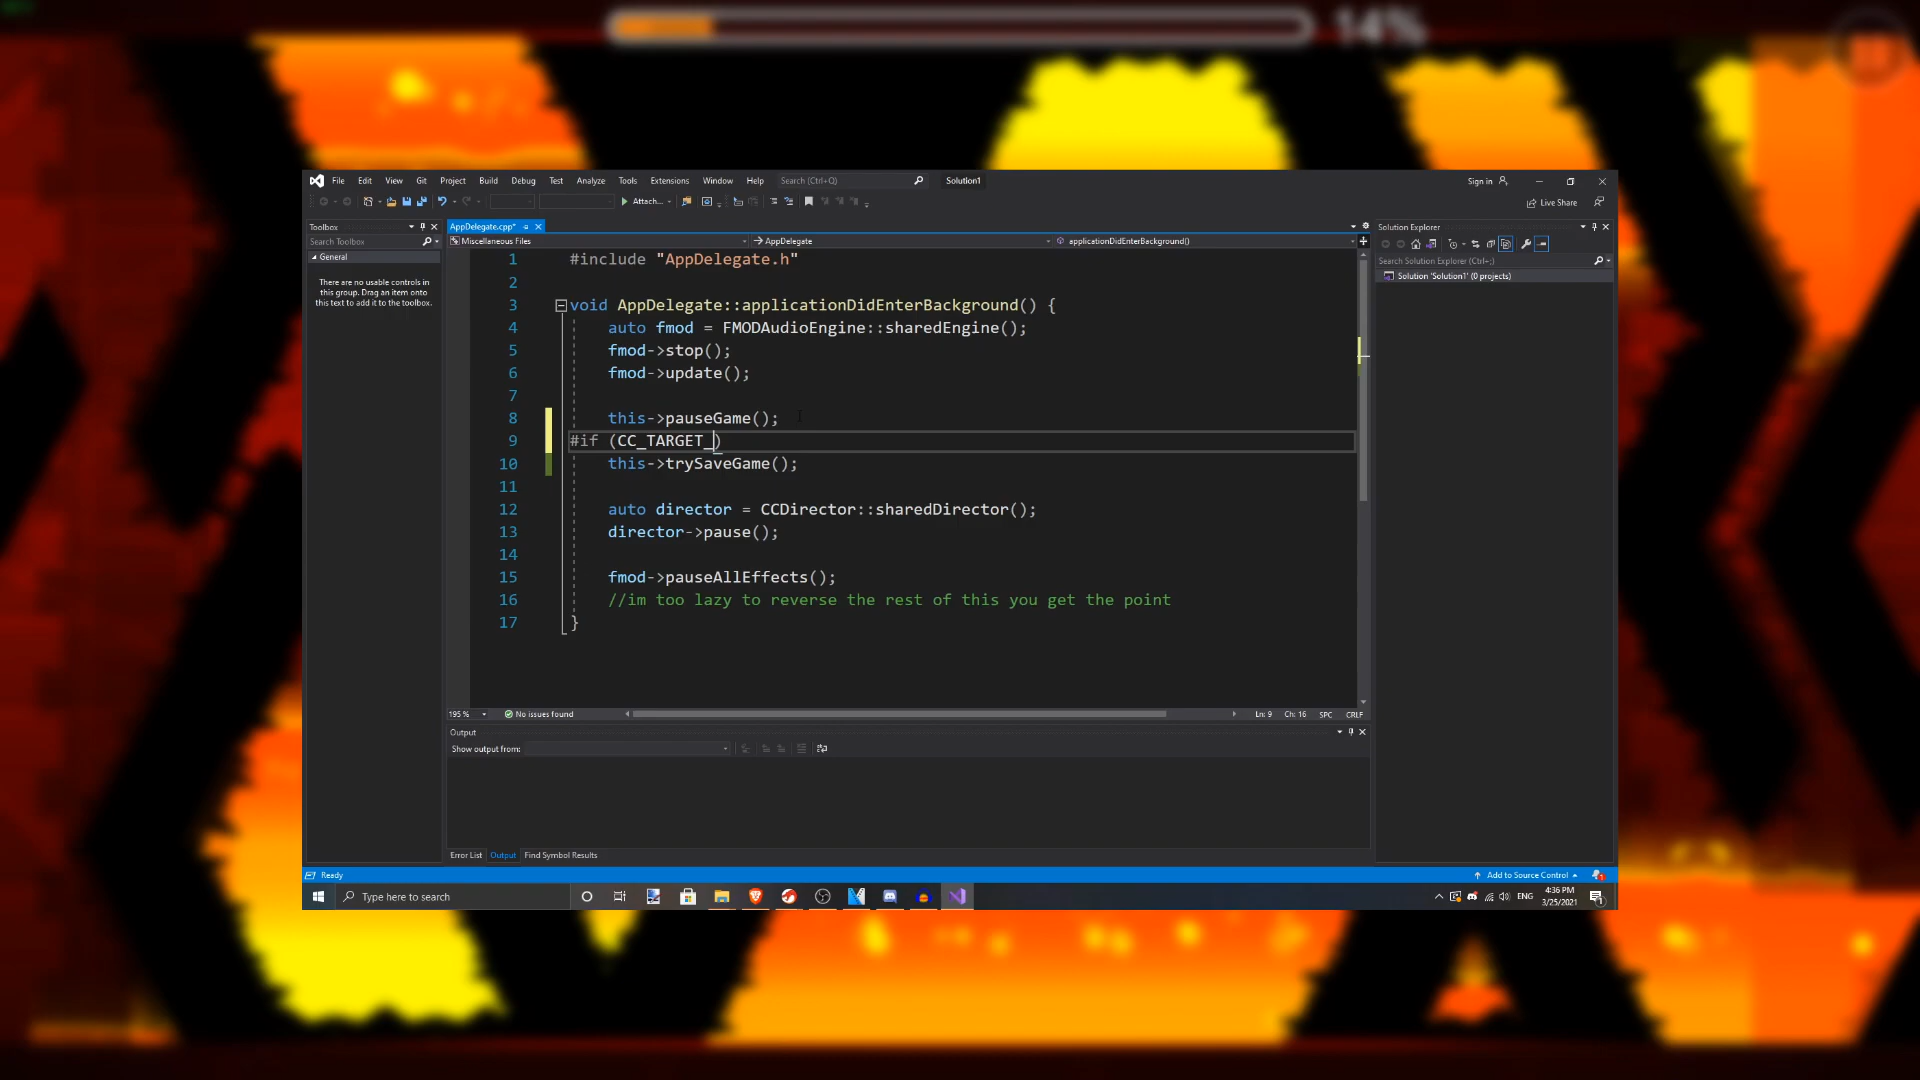 14%
File Edit View Git Project Build Debug Test Analyze Tools Extensions Window Help Search (Ctrl+Q) Solution1 Sign in
Attach... Live Share
Toolbox
Search Toolbox
General
There are no usable controls in
this group. Drag an item onto
this text to add it to the toolbox.
AppDelegate.cpp*
Miscellaneous Files AppDelegate applicationDidEnterBackground()
1 #include "AppDelegate.h"
2
3 void AppDelegate::applicationDidEnterBackground() {
4 auto fmod = FMODAudioEngine::sharedEngine();
5 fmod->stop();
6 fmod->update();
7
8 this->pauseGame();
9 #if (CC_TARGET_)
10 this->trySaveGame();
11
12 auto director = CCDirector::sharedDirector();
13 director->pause();
14
15 fmod->pauseAllEffects();
16 //im too lazy to reverse the rest of this you get the point
17 }
195 % No issues found Ln: 9 Ch: 16 SPC CRLF
Output
Show output from:
Error List Output Find Symbol Results
Solution Explorer
Search Solution Explorer (Ctrl+;)
Solution 'Solution1' (0 projects)
Ready Add to Source Control
Type here to search ENG 4:36 PM
3/25/2021